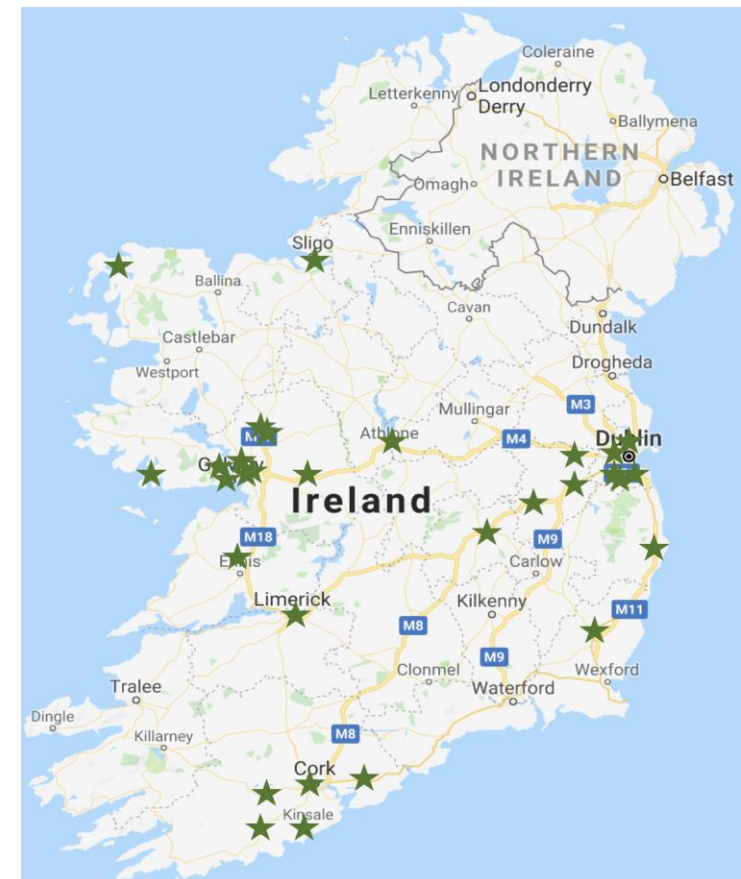 Coleraine
Letterkenny
Londonderry
Derry
Ballymena
NORTHERN
IRELAND
Omagh
Belfast
Enniskillen
Sligo
Ballina
Cavan
Dundalk
Castlebar
Westport
Drogheda
M3
Mullingar
Athlone
M4
Dublin
Ireland
M18
M9
Ennis
Carlow
Limerick
Kilkenny
M11
M8
M9
Clonmel
Wexford
Tralee
Waterford
Dingle
Killarney
M8
Cork
Kinsale